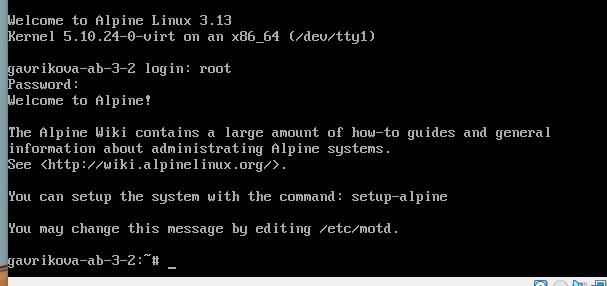 Welcome to Alpine Linux 3.13
Kernel 5.10.24-0-virt on an x86_64 (/dev/tty1)
gavrikova-ab-3-2 login: root
Password:
Welcome to Alpine!
The Alpine Wiki contains a large amount of how-to guides and general
information about administrating Alpine systems.
See <http://wiki.alpinelinux.org/>.
You can setup the system with the command: setup-alpine
You may change this message by editing /etc/motd.
gavrikova-ab-3-2:~# _